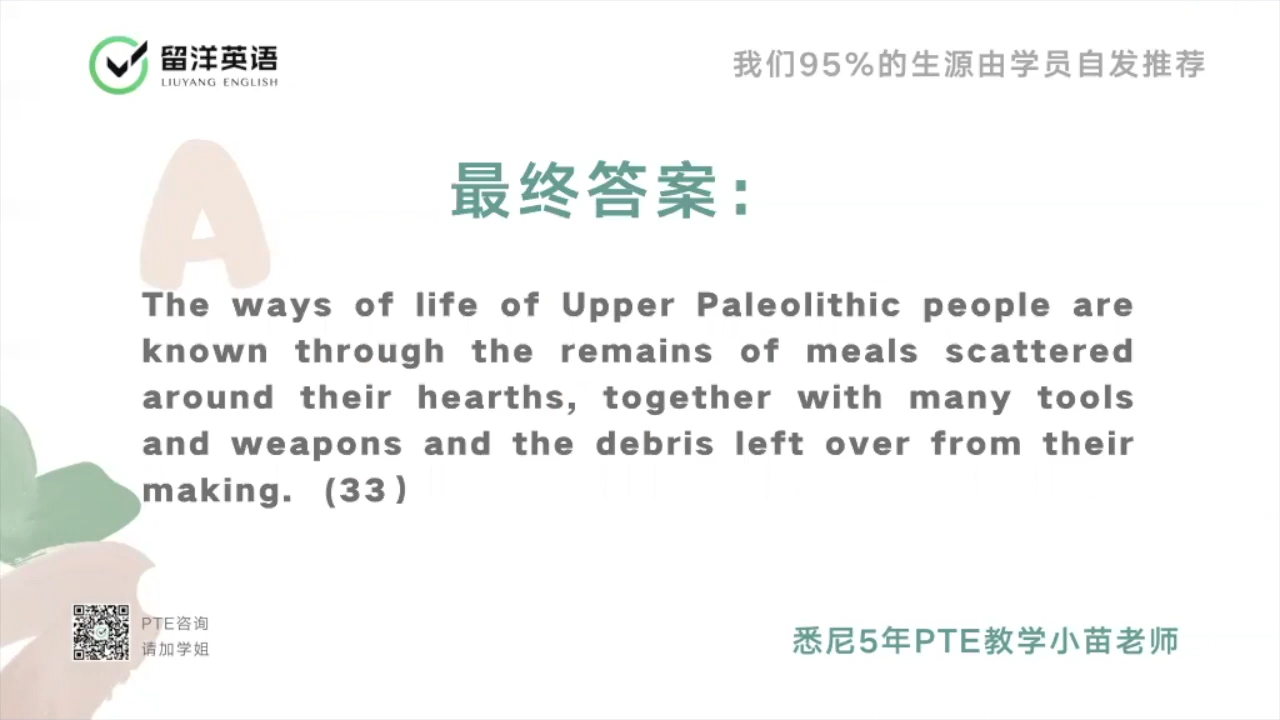 留洋英语
LIUYANG ENGLISH
我们95%的生源由学员自发推荐
A
最终答案：
The ways of life of Upper Paleolithic people are
known through the remains of meals scattered
around their hearths, together with many tools
and weapons and the debris left over from their
making. (33）
PTE咨询
请加学姐
悉尼5年PTE教学小苗老师